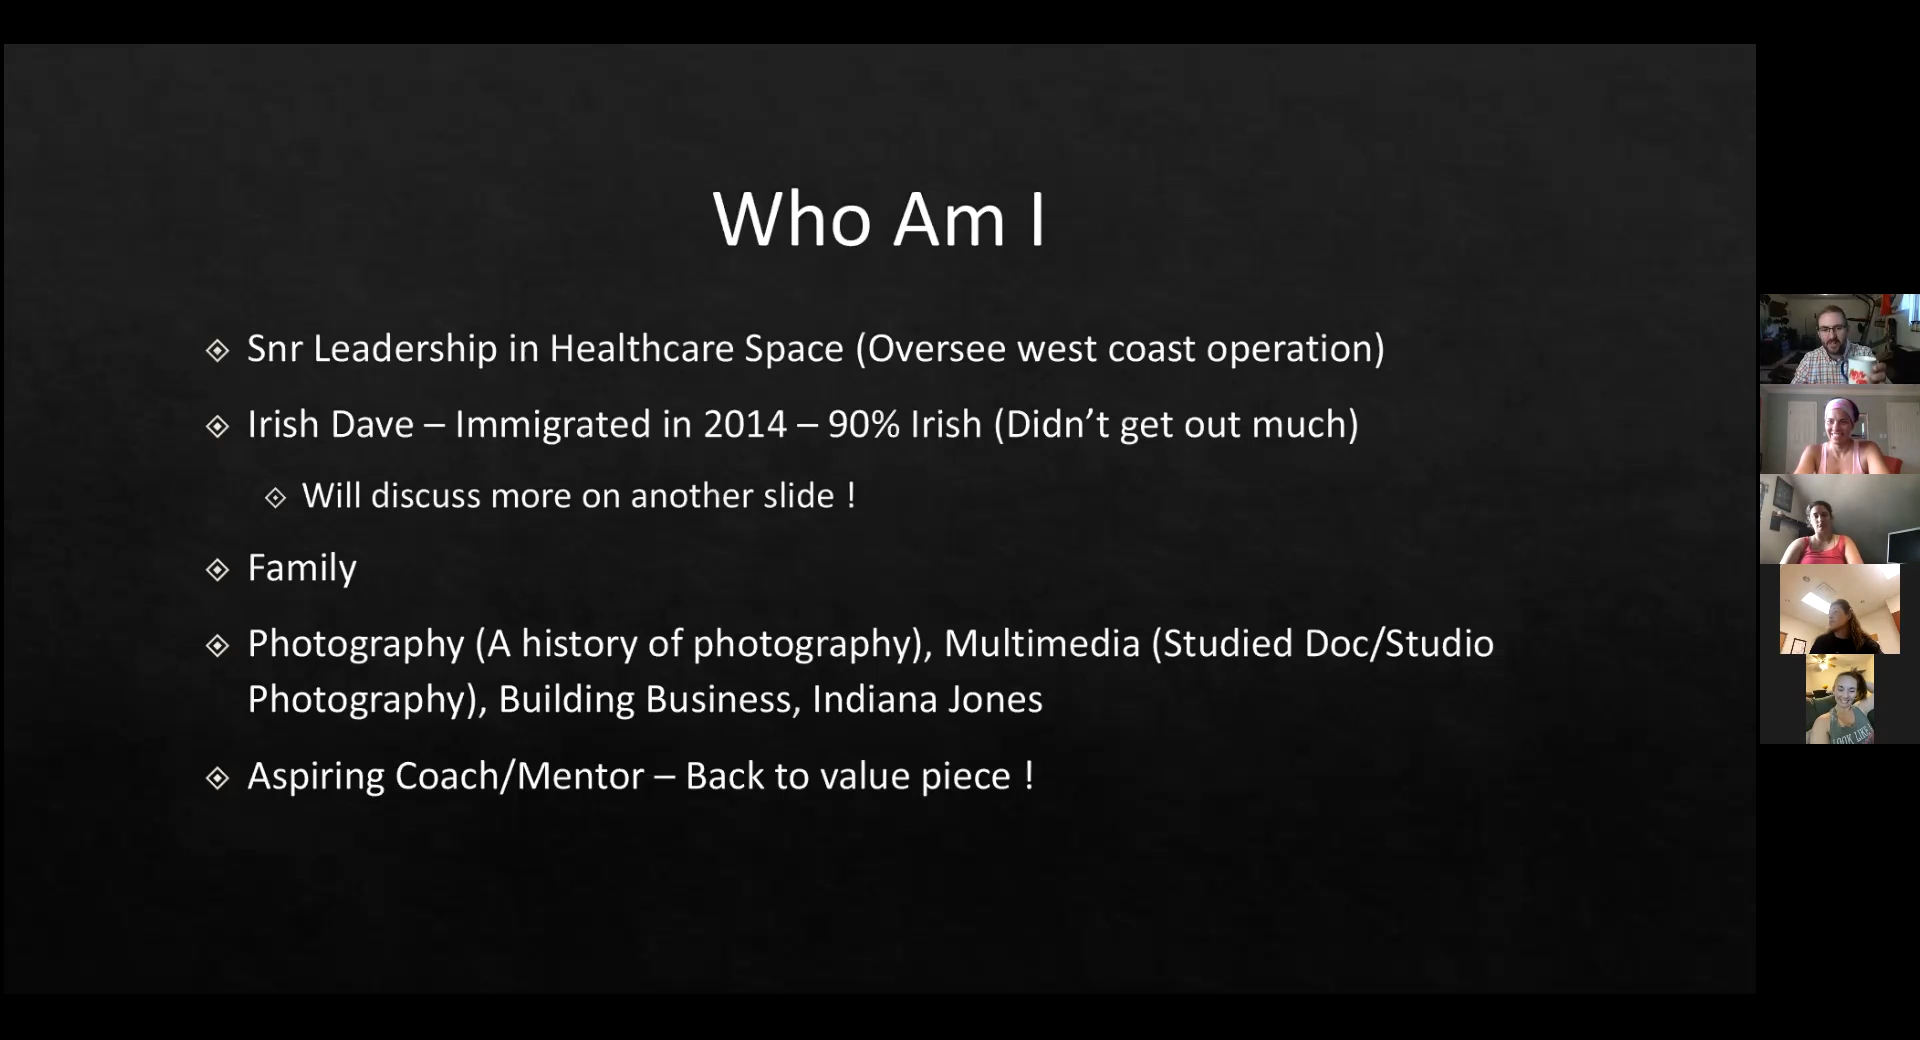 Who Am I
Snr Leadership in Healthcare Space (Oversee west coast operation)
Irish Dave – Immigrated in 2014 – 90% Irish (Didn’t get out much)
Will discuss more on another slide !
Family
Photography (A history of photography), Multimedia (Studied Doc/Studio
Photography), Building Business, Indiana Jones
Aspiring Coach/Mentor – Back to value piece !
LOOK LIKE